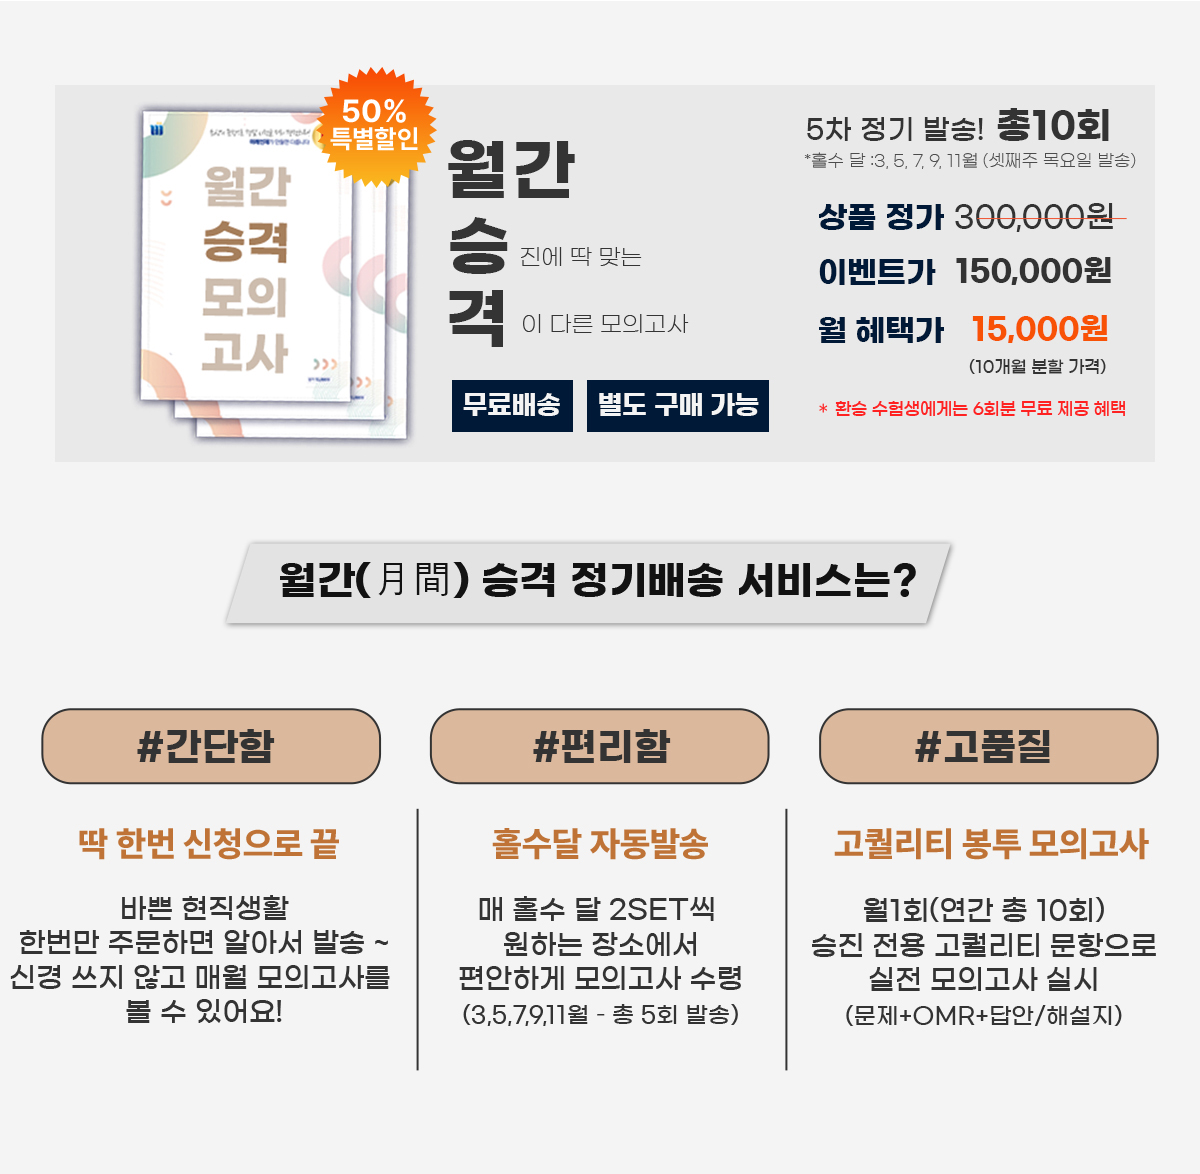 50%
특별할인
월간
승격
모의
고사
월간
승 진에 딱 맞는
격 이 다른 모의고사
무료배송 별도 구매 가능
5차 정기 발송! 총10회
*홀수 달 :3, 5, 7, 9, 11월 (셋째주 목요일 발송)
상품 정가 300,000원
이벤트가 150,000원
월 혜택가 15,000원
(10개월 분할 가격)
* 환승 수험생에게는 6회분 무료 제공 혜택
월간(月間) 승격 정기배송 서비스는?
#간단함
딱 한번 신청으로 끝
바쁜 현직생활
한번만 주문하면 알아서 발송 ~
신경 쓰지 않고 매월 모의고사를
볼 수 있어요!
#편리함
홀수달 자동발송
매 홀수 달 2SET씩
원하는 장소에서
편안하게 모의고사 수령
(3,5,7,9,11월 - 총 5회 발송)
#고품질
고퀄리티 봉투 모의고사
월1회(연간 총 10회)
승진 전용 고퀄리티 문항으로
실전 모의고사 실시
(문제+OMR+답안/해설지)